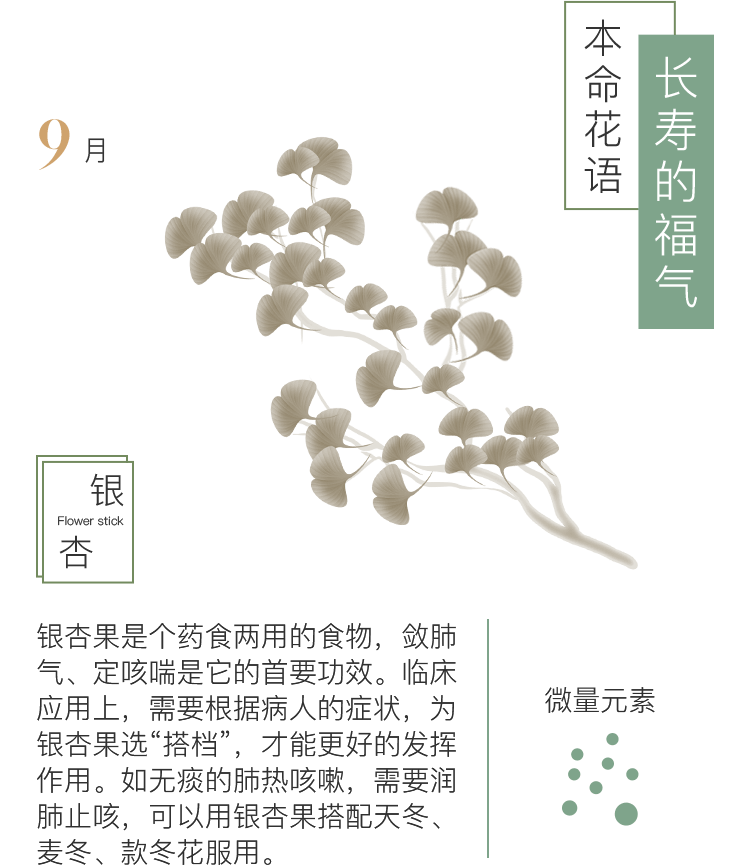 本命花语
长寿的福气
9月
银
Flower stick
杏
银杏果是个药食两用的食物，敛肺
气、定咳喘是它的首要功效。临床
应用上，需要根据病人的症状，为
银杏果选“搭档”，才能更好的发挥
作用。如无痰的肺热咳嗽，需要润
肺止咳，可以用银杏果搭配天冬、
麦冬、款冬花服用。
微量元素